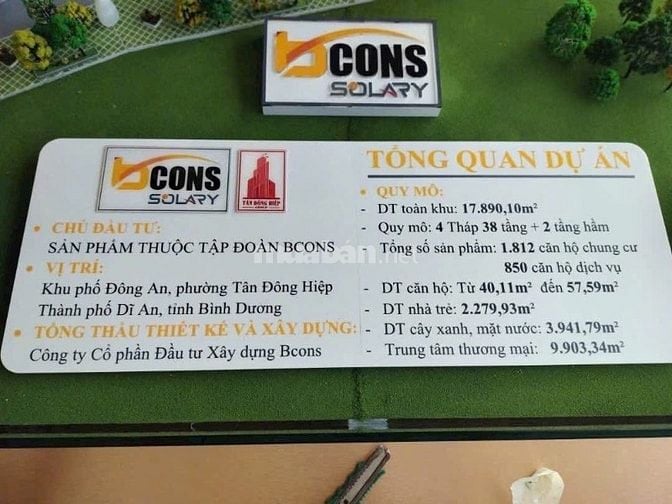 bCONS
SOLARY
bCONS
SOLARY
TÂN ĐÔNG HIỆP
GROUP
• CHỦ ĐẦU TƯ:
SẢN PHẨM THUỘC TẬP ĐOÀN BCONS
• VỊ TRÍ:
Khu phố Đông An, phường Tân Đông Hiệp
Thành phố Dĩ An, tỉnh Bình Dương
• TỔNG THẦU THIẾT KẾ VÀ XÂY DỰNG:
Công ty Cổ phần Đầu tư Xây dựng Bcons
TỔNG QUAN DỰ ÁN
• QUY MÔ:
- DT toàn khu: 17.890,10m²
- Quy mô: 4 Tháp 38 tầng + 2 tầng hầm
- Tổng số sản phẩm: 1.812 căn hộ chung cư
850 căn hộ dịch vụ
- DT căn hộ: Từ 40,11m² đến 57,59m²
- DT nhà trẻ: 2.279,93m²
- DT cây xanh, mặt nước: 3.941,79m²
- Trung tâm thương mại: 9.903,34m²
muaban.net